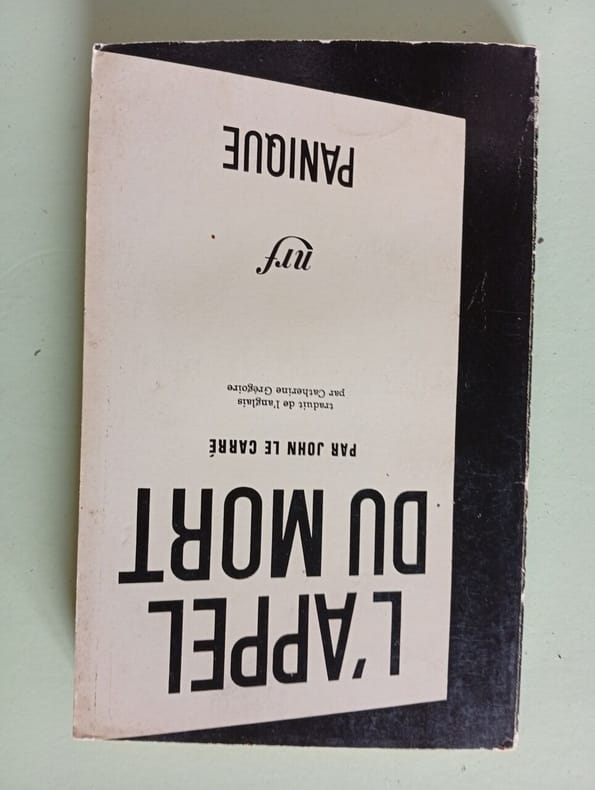 L'APPEL
DU MORT
PAR JOHN LE CARRÉ
traduit de l'anglais
par Catherine Grégoire
nrf
PANIQUE